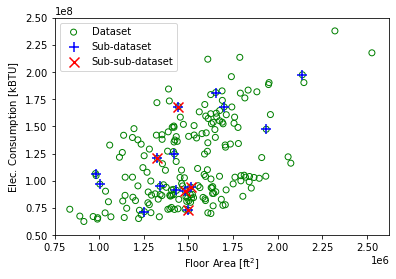 1e8
2.50
2.25
2.00
1.75
1.50
1.25
1.00
0.75
0.50
Elec. Consumption [kBTU]
Dataset
Sub-dataset
Sub-sub-dataset
0.75 1.00 1.25 1.50 1.75 2.00 2.25 2.50
Floor Area [ft²]
1e6